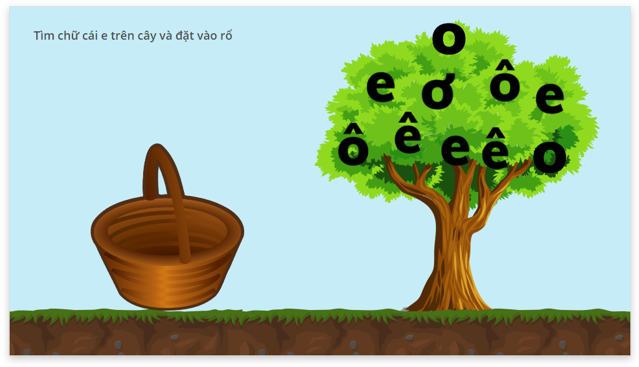 Tìm chữ cái e trên cây và đặt vào rổ
o
e ơ ô e
ô ê e ê o